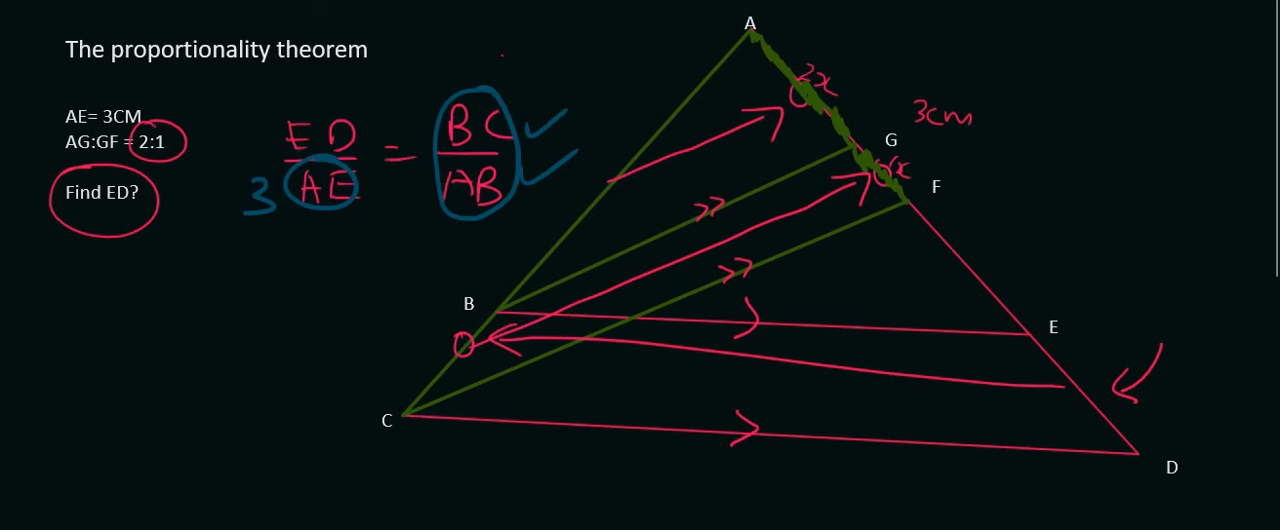 The proportionality theorem
AE= 3CM
AG:GF = 2:1
Find ED?
ED/AE = BC/AB
3
A
2x
3cm
G
x
F
B
E
C
D